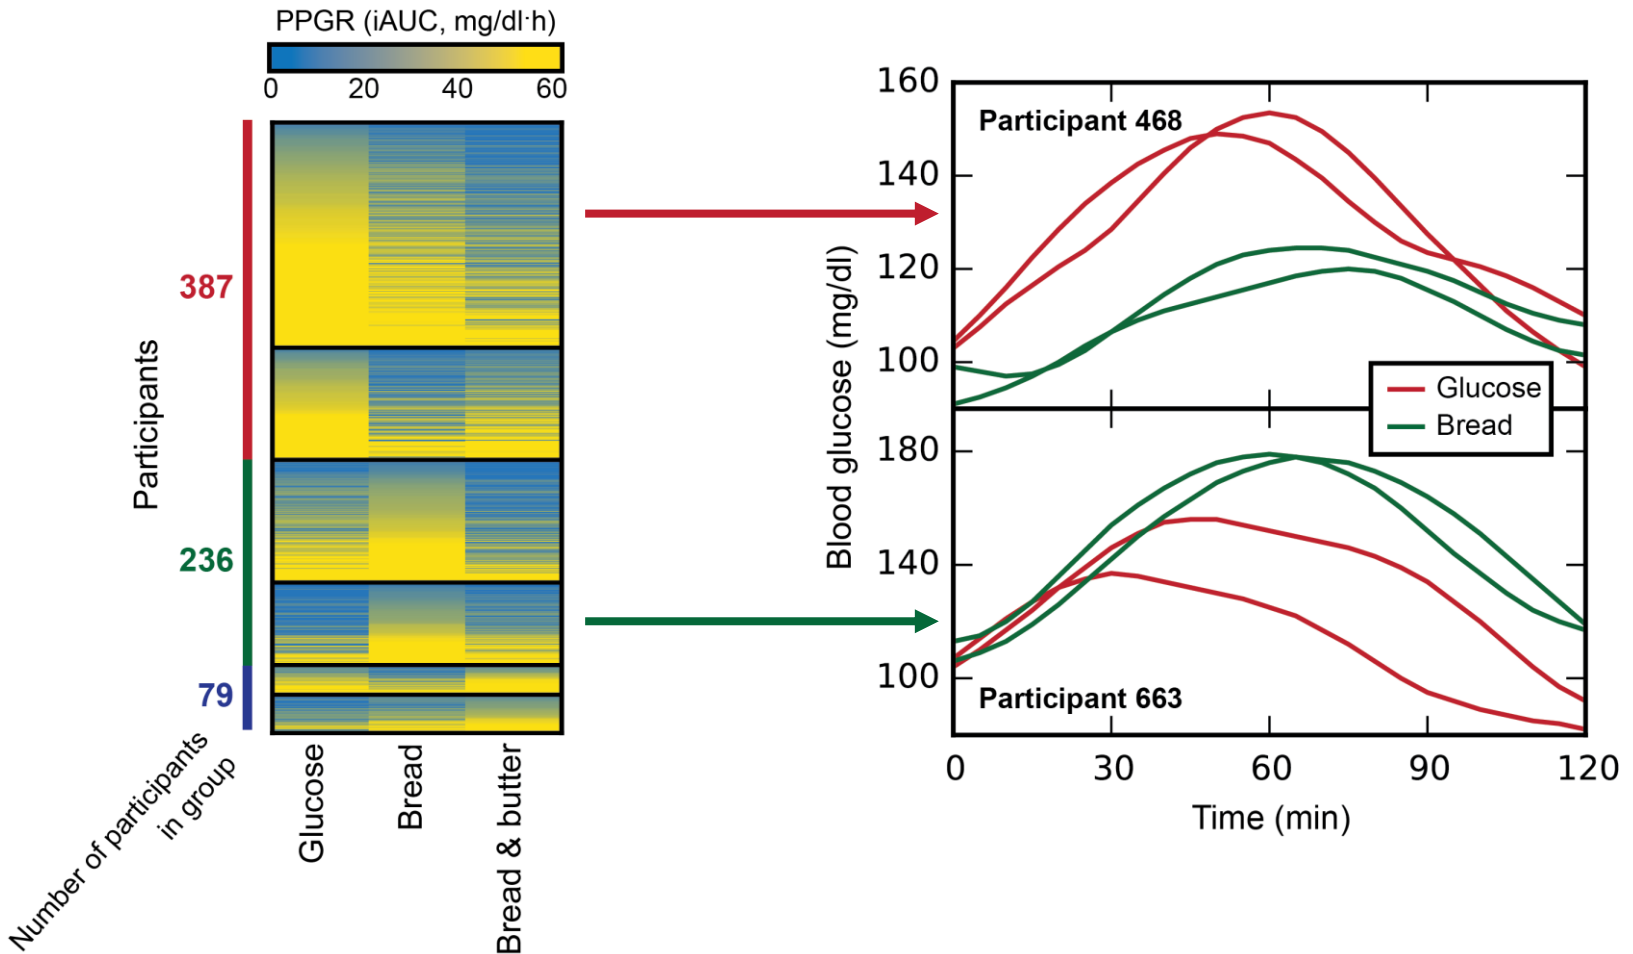 PPGR (iAUC, mg/dl·h)
0 20 40 60
Participants
387
236
79
Number of participants
in group
Glucose
Bread
Bread & butter
Blood glucose (mg/dl)
160
140
120
100
Participant 468
Glucose
Bread
180
140
100
Participant 663
0 30 60 90 120
Time (min)